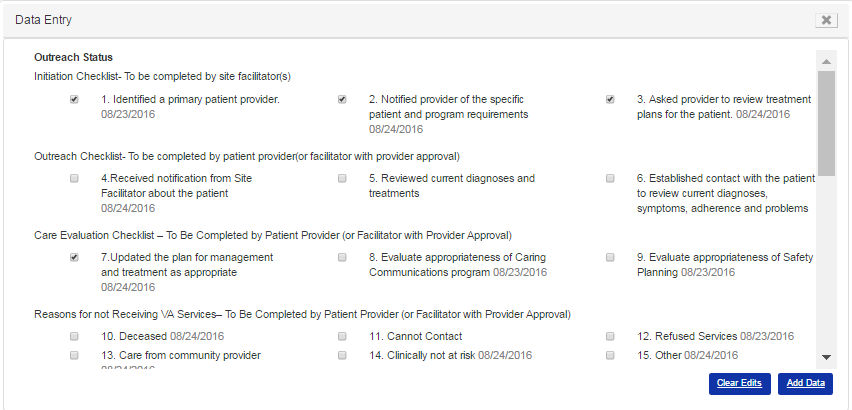 Data Entry
Outreach Status
Initiation Checklist- To be completed by site facilitator(s)
1. Identified a primary patient provider.
08/23/2016
2. Notified provider of the specific
patient and program requirements
08/24/2016
3. Asked provider to review treatment
plans for the patient. 08/24/2016
Outreach Checklist- To be completed by patient provider(or facilitator with provider approval)
4.Received notification from Site
Facilitator about the patient
08/24/2016
5. Reviewed current diagnoses and
treatments
6. Established contact with the patient
to review current diagnoses,
symptoms, adherence and problems
Care Evaluation Checklist – To Be Completed by Patient Provider (or Facilitator with Provider Approval)
7.Updated the plan for management
and treatment as appropriate
08/24/2016
8. Evaluate appropriateness of Caring
Communications program 08/23/2016
9. Evaluate appropriateness of Safety
Planning 08/23/2016
Reasons for not Receiving VA Services– To Be Completed by Patient Provider (or Facilitator with Provider Approval)
10. Deceased 08/24/2016
11. Cannot Contact
12. Refused Services 08/23/2016
13. Care from community provider
08/24/2016
14. Clinically not at risk 08/24/2016
15. Other 08/24/2016
Clear Edits
Add Data